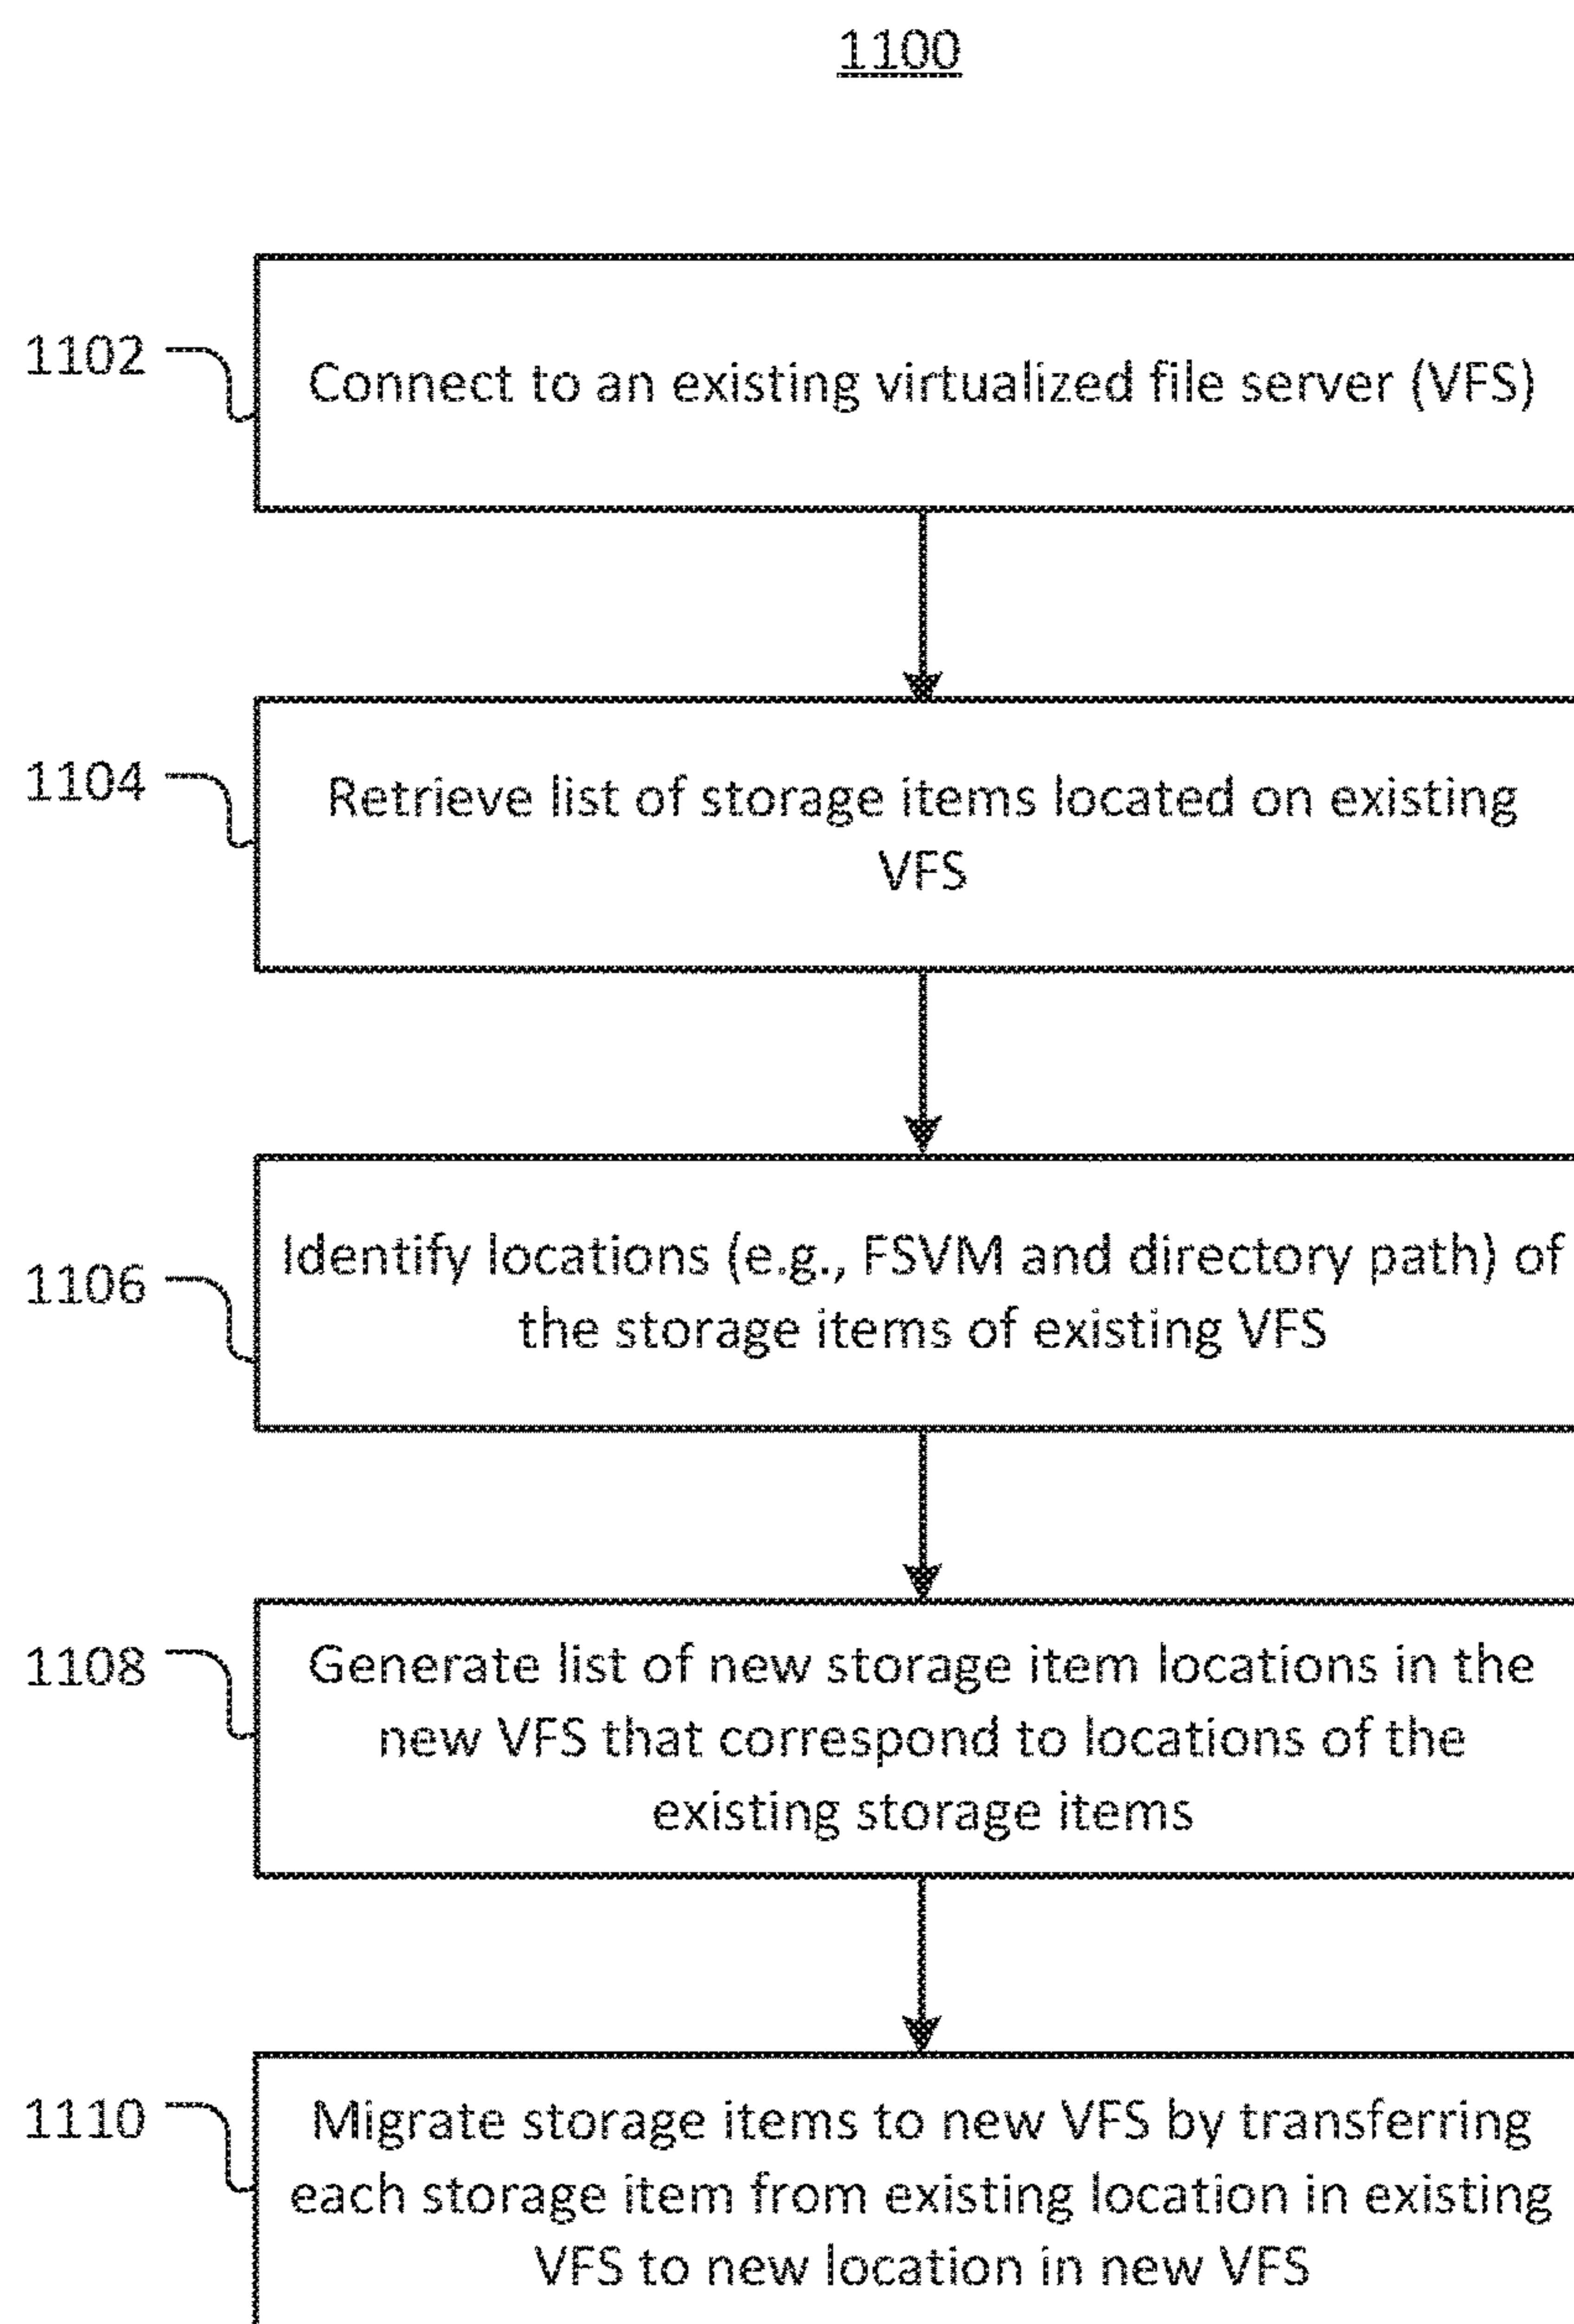 1100
1102
Connect to an existing virtualized file server (VFS)
1104
Retrieve list of storage items located on existing
VFS
1106
Identify locations (e.g., FSVM and directory path) of
the storage items of existing VFS
1108
Generate list of new storage item locations in the
new VFS that correspond to locations of the
existing storage items
1110
Migrate storage items to new VFS by transferring
each storage item from existing location in existing
VFS to new location in new VFS